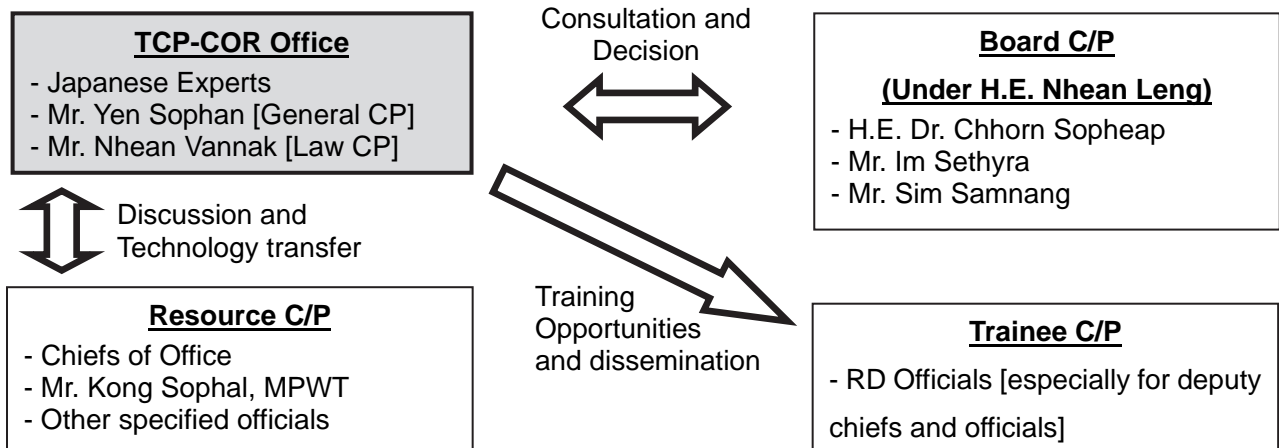 TCP-COR Office
- Japanese Experts
- Mr. Yen Sophan [General CP]
- Mr. Nhean Vannak [Law CP]
Consultation and
Decision
Board C/P
(Under H.E. Nhean Leng)
- H.E. Dr. Chhorn Sopheap
- Mr. Im Sethyra
- Mr. Sim Samnang
Discussion and
Technology transfer
Training
Opportunities
and dissemination
Resource C/P
- Chiefs of Office
- Mr. Kong Sophal, MPWT
- Other specified officials
Trainee C/P
- RD Officials [especially for deputy
chiefs and officials]